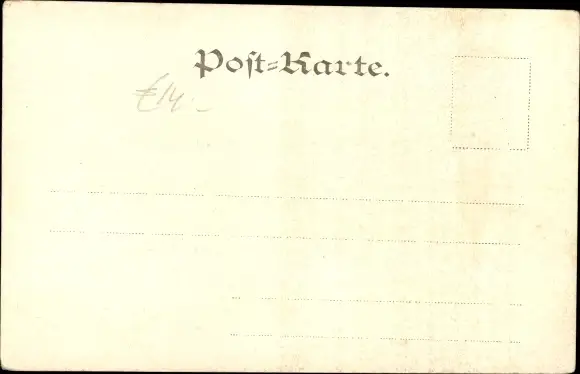 Poſt=Karte.
€14.-